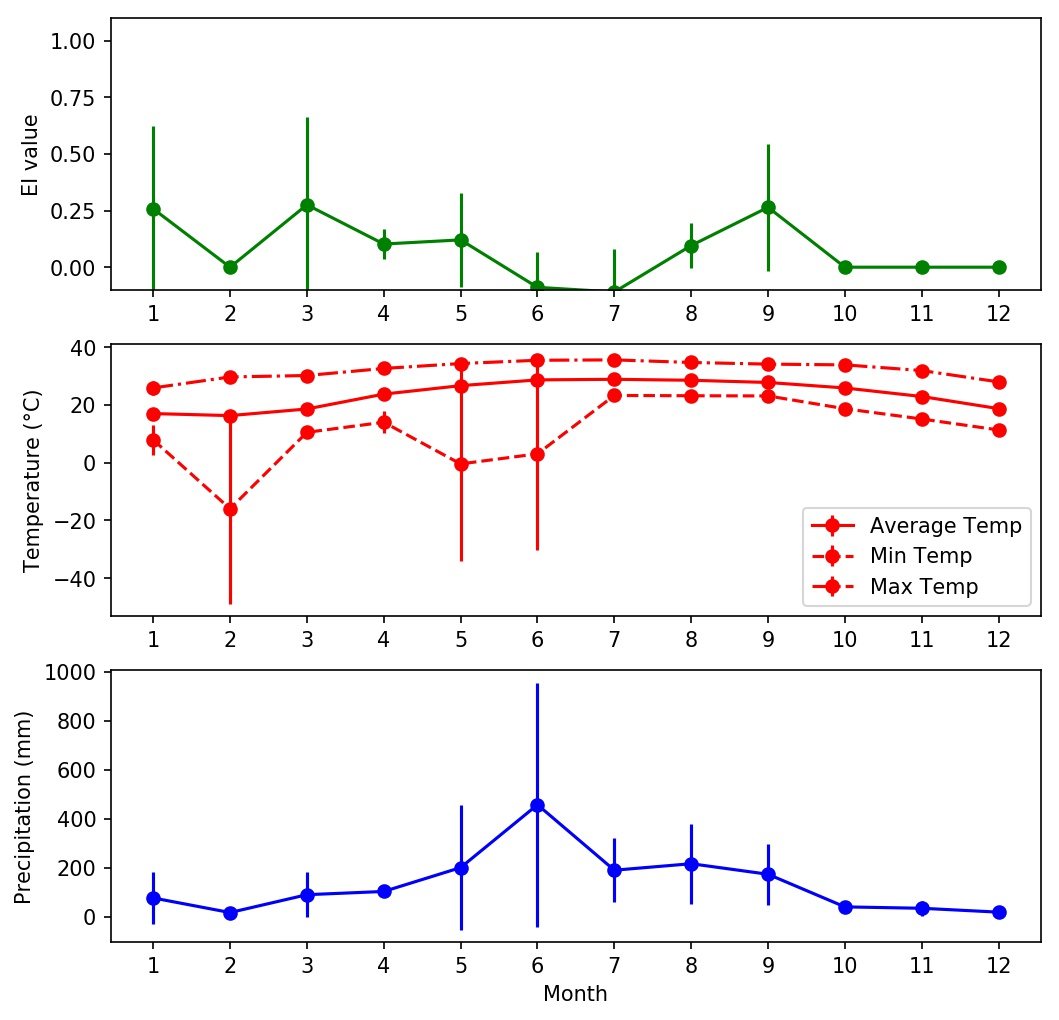 1.00
0.75
0.50
0.25
0.00
EI value
1 2 3 4 5 6 7 8 9 10 11 12
40
20
0
−20
−40
Temperature (°C)
Average Temp
Min Temp
Max Temp
1 2 3 4 5 6 7 8 9 10 11 12
1000
800
600
400
200
0
Precipitation (mm)
1 2 3 4 5 6 7 8 9 10 11 12
Month